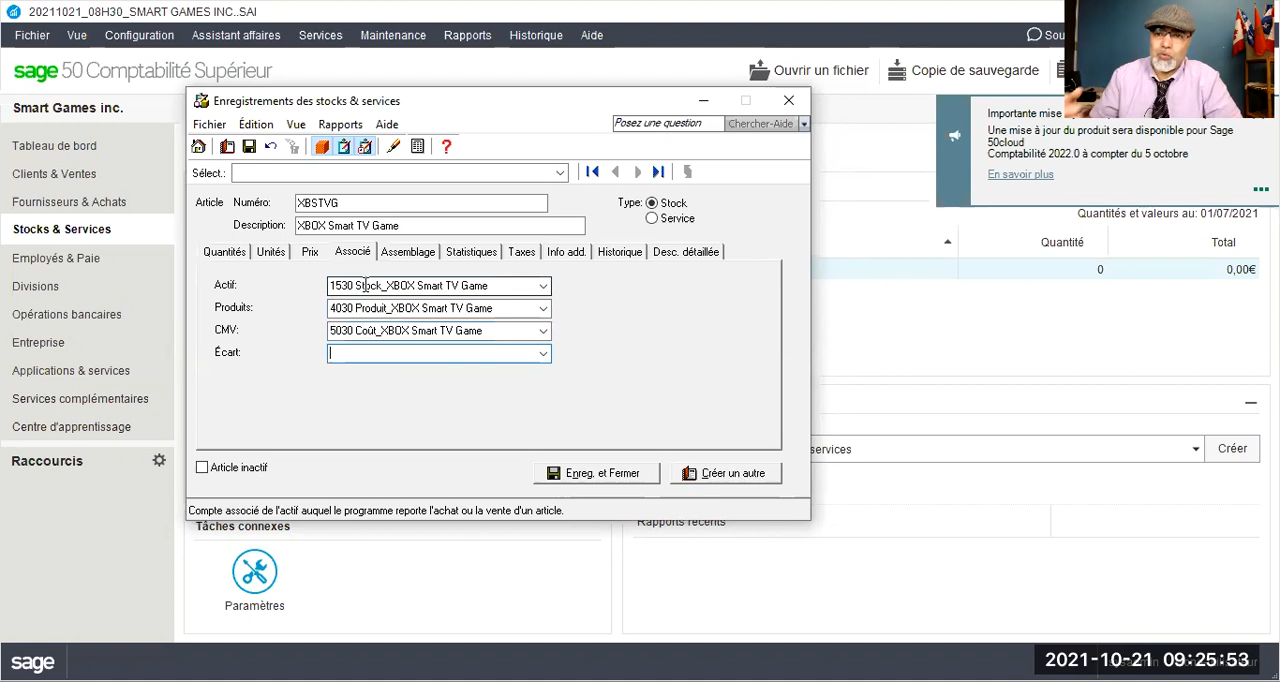 20211021_08H30_SMART GAMES INC..SAI
Fichier Vue Configuration Assistant affaires Services Maintenance Rapports Historique Aide
Sou
sage 50 Comptabilité Supérieur
Ouvrir un fichier
Copie de sauvegarde
Smart Games inc.
Tableau de bord
Clients & Ventes
Fournisseurs & Achats
Stocks & Services
Employés & Paie
Divisions
Opérations bancaires
Entreprise
Applications & services
Services complémentaires
Centre d'apprentissage
Raccourcis
Enregistrements des stocks & services
Fichier Édition Vue Rapports Aide
Posez une question
Chercher-Aide
Sélect.:
Article Numéro: XBSTVG
Type: Stock
Service
Description: XBOX Smart TV Game
Quantités Unités Prix Associé Assemblage Statistiques Taxes Info add. Historique Desc. détaillée
Actif: 1530 Stock_XBOX Smart TV Game
Produits: 4030 Produit_XBOX Smart TV Game
CMV: 5030 Coût_XBOX Smart TV Game
Écart:
Article inactif
Enreg. et Fermer
Créer un autre
Compte associé de l'actif auquel le programme reporte l'achat ou la vente d'un article.
Importante mise
Une mise à jour du produit sera disponible pour Sage
50cloud
Comptabilité 2022.0 à compter du 5 octobre
En savoir plus
Quantités et valeurs au: 01/07/2021
Quantité Total
0 0,00€
services
Créer
Tâches connexes
Rapports récents
Paramètres
sage
2021-10-21 09:25:53